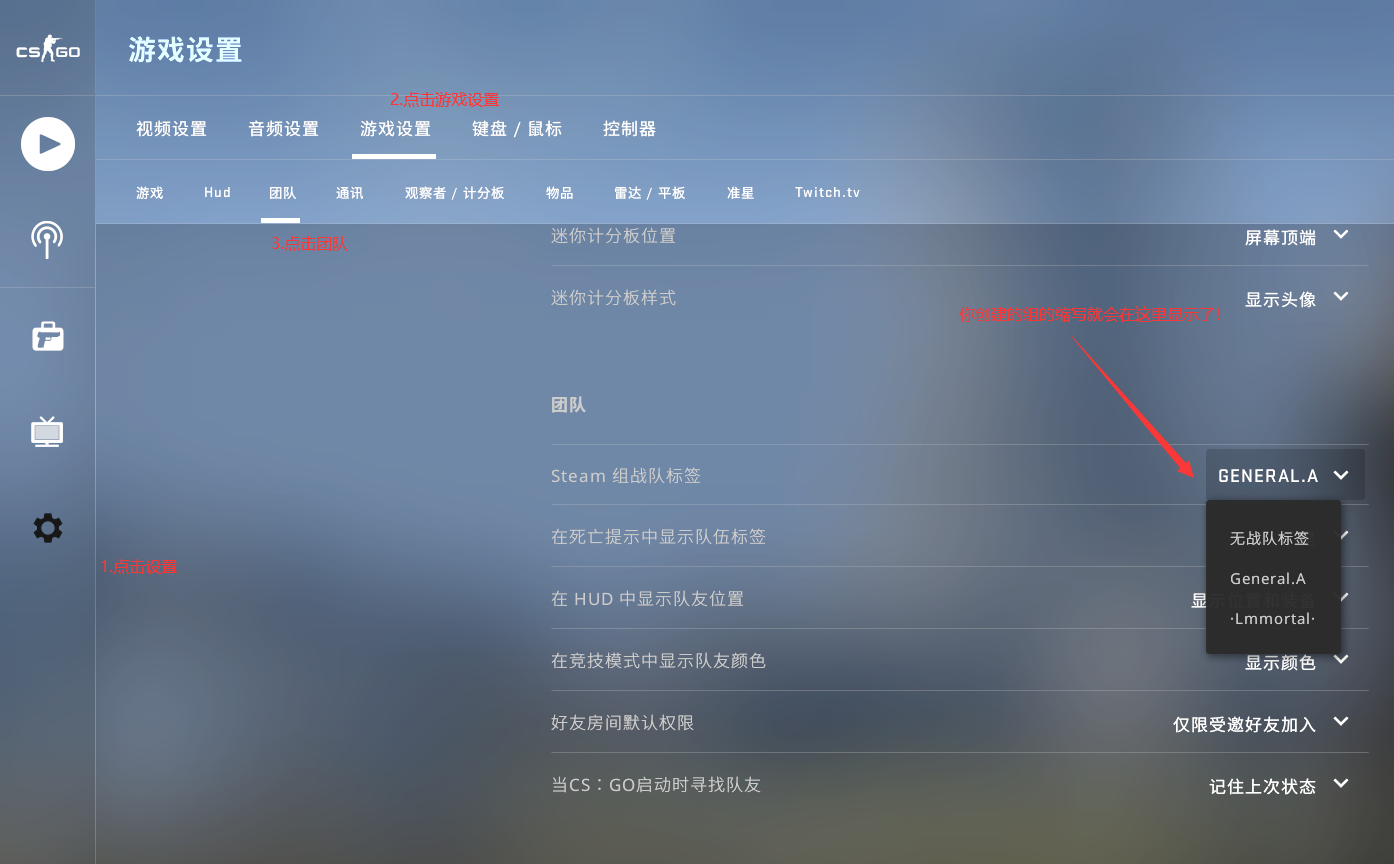 CS GO
游戏设置
2.点击游戏设置
视频设置 音频设置 游戏设置 键盘 / 鼠标 控制器
游戏 Hud 团队 通讯 观察者 / 计分板 物品 雷达 / 平板 准星 Twitch.tv
3.点击团队
迷你计分板位置 屏幕顶端
迷你计分板样式 显示头像
你创建的组的缩写就会在这里显示了!
团队
Steam 组战队标签 GENERAL.A
在死亡提示中显示队伍标签
无战队标签
General.A
在 HUD 中显示队友位置 显示位置和装备
·Lmmortal·
1.点击设置
在竞技模式中显示队友颜色 显示颜色
好友房间默认权限 仅限受邀好友加入
当CS：GO启动时寻找队友 记住上次状态